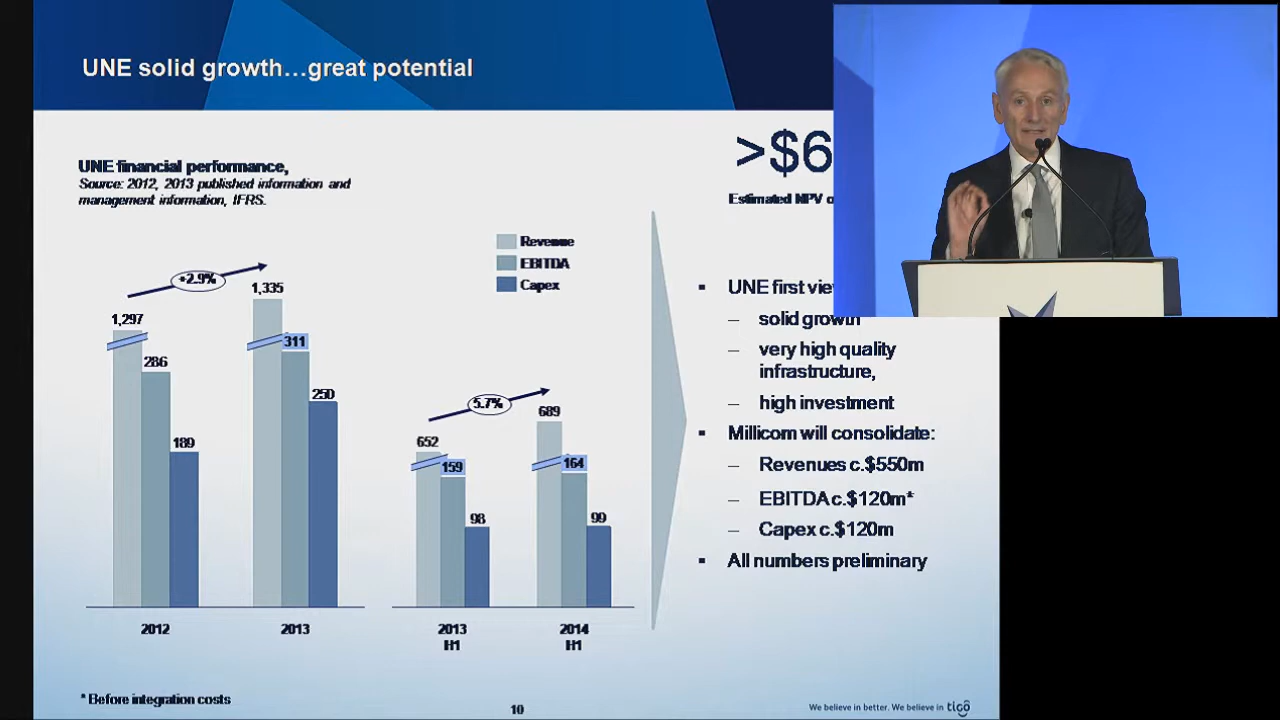 UNE solid growth…great potential
UNE financial performance,
Source: 2012, 2013 published information and
management information, IFRS.
Revenue
EBITDA
Capex
+2.9%
1,297
286
189
1,335
311
250
5.7%
652
159
98
689
164
99
2012
2013
2013
H1
2014
H1
>$6
Estimated NPV
▪ UNE first
– solid growth
– very high quality
infrastructure,
– high investment
▪ Millicom will consolidate:
– Revenues c.$550m
– EBITDA c.$120m*
– Capex c.$120m
▪ All numbers preliminary
* Before integration costs
10
We believe in better. We believe in tigo